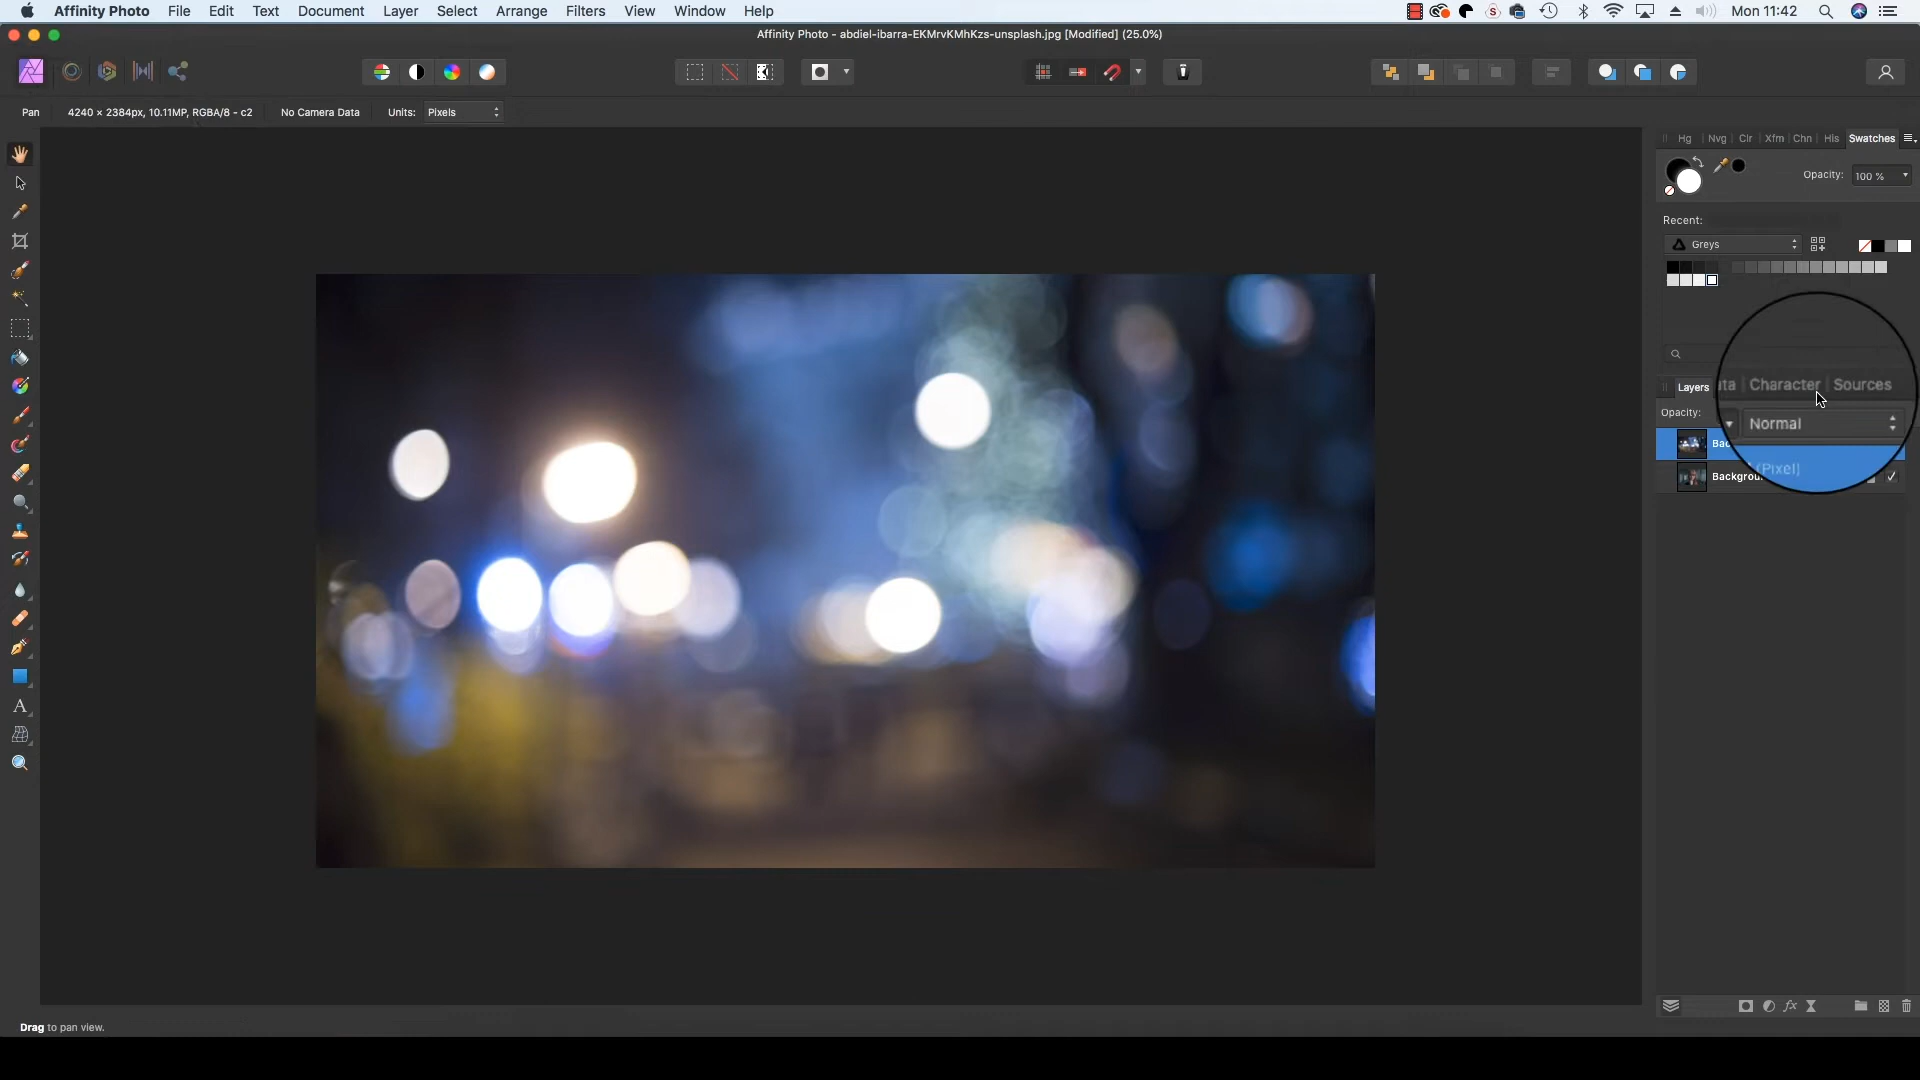 Affinity Photo File Edit Text Document Layer Select Arrange Filters View Window Help Mon 11:42
Affinity Photo - abdiel-ibarra-EKMrvKMhKzs-unsplash.jpg [Modified] (25.0%)
Pan 4240 × 2384px, 10.11MP, RGBA/8 - c2 No Camera Data Units: Pixels
Hg Nvg Clr Xfm Chn His Swatches
Opacity: 100 %
Recent:
Greys
Layers Character Sources
Opacity: Normal
(Pixel)
Drag to pan view.